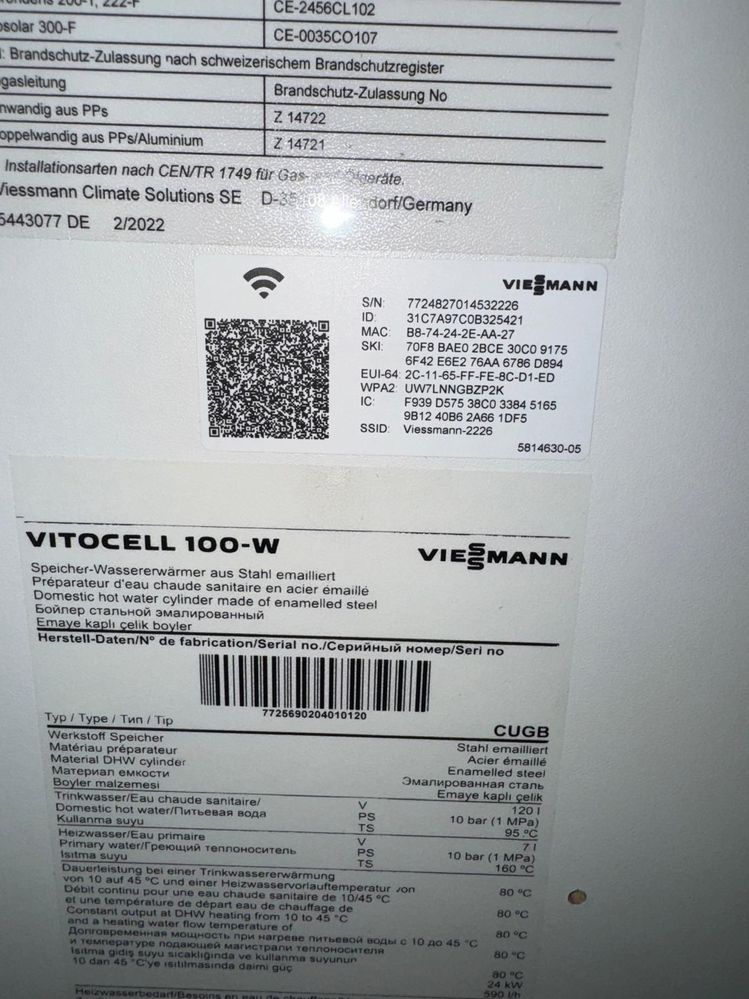 200-T, 222-F
CE-2456CL102
osolar 300-F
CE-0035CO107
: Brandschutz-Zulassung nach schweizerischem Brandschutzregister
gasleitung
Brandschutz-Zulassung No
nwandig aus PPs
Z 14722
oppelwandig aus PPs/Aluminium
Z 14721
Installationsarten nach CEN/TR 1749 für Gas-
Viessmann Climate Solutions SE
5443077 DE 2/2022
VIESSMANN
S/N: 7724827014532226
ID: 31C7A97C0B325421
MAC: B8-74-24-2E-AA-27
SKI: 70F8 BAE0 2BCE 30C0 9175
6F42 E6E2 76AA 6786 D894
EUI-64: 2C-11-65-FF-FE-8C-D1-ED
WPA2: UW7LNNGBZP2K
IC: F939 D575 38C0 3384 5165
9B12 40B6 2A66 1DF5
SSID: Viessmann-2226
5814630-05
VITOCELL 100-W
VIESSMANN
Speicher-Wassererwärmer aus Stahl emailliert
Préparateur d'eau chaude sanitaire en acier émaillé
Domestic hot water cylinder made of enamelled steel
Бойлер стальной эмалированный
Emaye kaplı çelik boyler
Herstell-Daten/N° de fabrication/Serial no./Серийный номер/Seri no
7725690204010120
Typ / Type / Тип / Tip
CUGB
Werkstoff Speicher
Stahl emailliert
Matériau préparateur
Acier émaillé
Material DHW cylinder
Enamelled steel
Материал емкости
Эмалированная сталь
Boyler malzemesi
Emaye kaplı çelik
Trinkwasser/Eau chaude sanitaire/
V 120 l
Domestic hot water/Питьевая вода
PS 10 bar (1 MPa)
Kullanma suyu
TS 95 °C
Heizwasser/Eau primaire
V 7 l
Primary water/Греющий теплоноситель
PS 10 bar (1 MPa)
Isıtma suyu
TS 160 °C
Dauerleistung bei einer Trinkwassererwärmung
von 10 auf 45 °C und einer Heizwasservorlauftemperatur von
80 °C
Débit continu pour une eau chaude sanitaire de 10/45 °C
et une température de départ eau de chauffage de
80 °C
Constant output at DHW heating from 10 to 45 °C
and a heating water flow temperature of
80 °C
Долговременная мощность при нагреве питьевой воды с 10 до 45 °C
и температуре подающей магистрали теплоносителя
80 °C
Isıtma gidiş suyu sıcaklığında ve kullanma suyunun
10 dan 45 °C'ye ısıtılmasında daimi güç
80 °C
24 kW
590 l/h
Heizwasserbedarf/Besoins en eau de